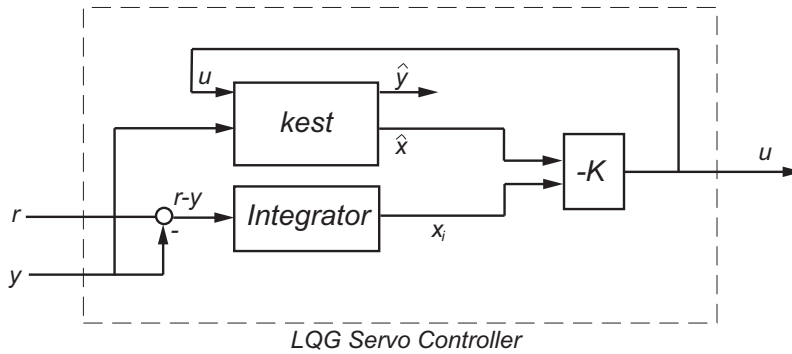 u
ŷ
kest
x̂
-K
u
r
r-y
-
Integrator
xᵢ
y
LQG Servo Controller